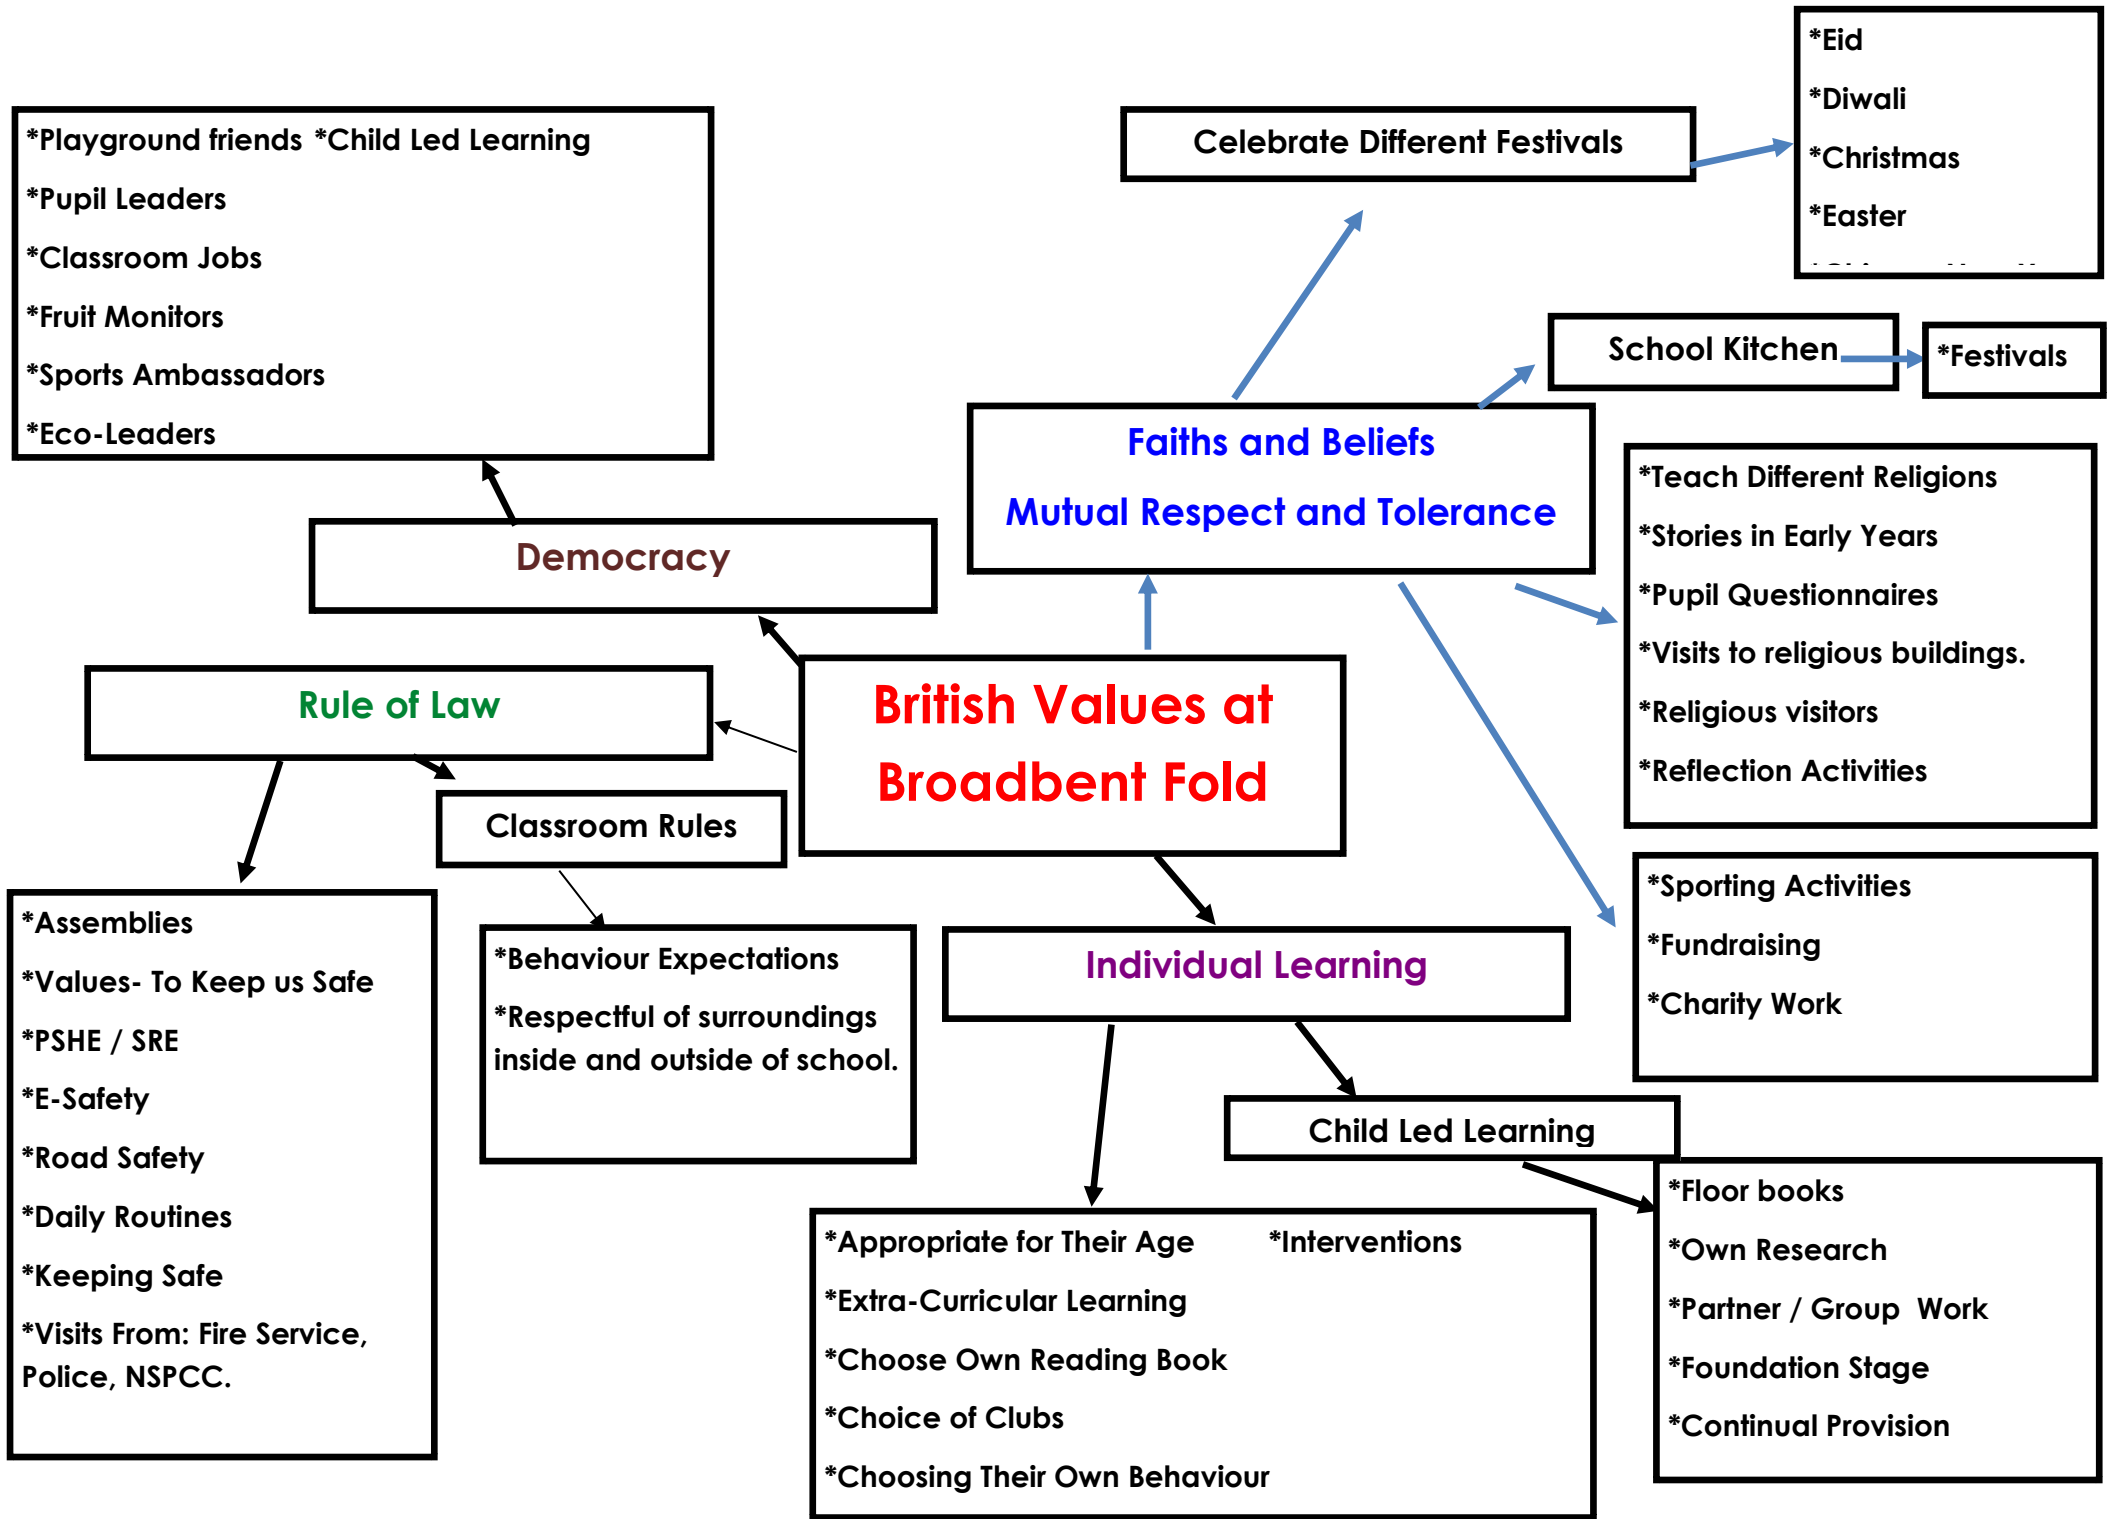 *Playground friends *Child Led Learning
*Pupil Leaders
*Classroom Jobs
*Fruit Monitors
*Sports Ambassadors
*Eco-Leaders
Celebrate Different Festivals
*Eid
*Diwali
*Christmas
*Easter
School Kitchen
*Festivals
Faiths and Beliefs
Mutual Respect and Tolerance
*Teach Different Religions
*Stories in Early Years
*Pupil Questionnaires
*Visits to religious buildings.
*Religious visitors
*Reflection Activities
Democracy
Rule of Law
British Values at
Broadbent Fold
Classroom Rules
*Sporting Activities
*Fundraising
*Charity Work
*Assemblies
*Values- To Keep us Safe
*PSHE / SRE
*E-Safety
*Road Safety
*Daily Routines
*Keeping Safe
*Visits From: Fire Service,
Police, NSPCC.
*Behaviour Expectations
*Respectful of surroundings
inside and outside of school.
Individual Learning
Child Led Learning
*Appropriate for Their Age *Interventions
*Extra-Curricular Learning
*Choose Own Reading Book
*Choice of Clubs
*Choosing Their Own Behaviour
*Floor books
*Own Research
*Partner / Group Work
*Foundation Stage
*Continual Provision